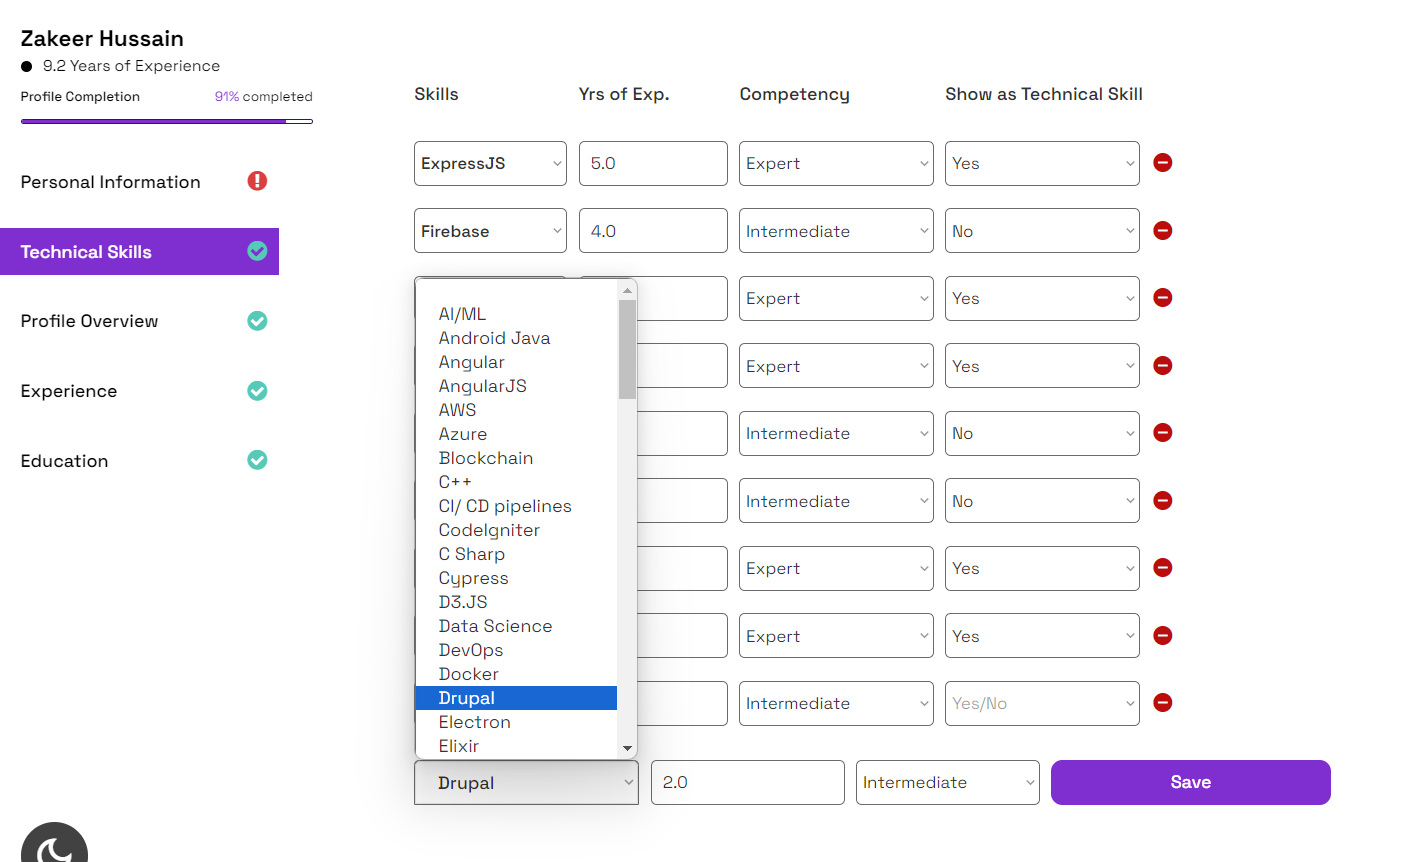 Zakeer Hussain
9.2 Years of Experience
Profile Completion 91% completed
Personal Information
Technical Skills
Profile Overview
Experience
Education
Skills Yrs of Exp. Competency Show as Technical Skill
ExpressJS 5.0 Expert Yes
Firebase 4.0 Intermediate No
Expert Yes
Expert Yes
Intermediate No
Intermediate No
Expert Yes
Expert Yes
Intermediate Yes/No
AI/ML
Android Java
Angular
AngularJS
AWS
Azure
Blockchain
C++
CI/ CD pipelines
CodeIgniter
C Sharp
Cypress
D3.JS
Data Science
DevOps
Docker
Drupal
Electron
Elixir
Drupal 2.0 Intermediate Save